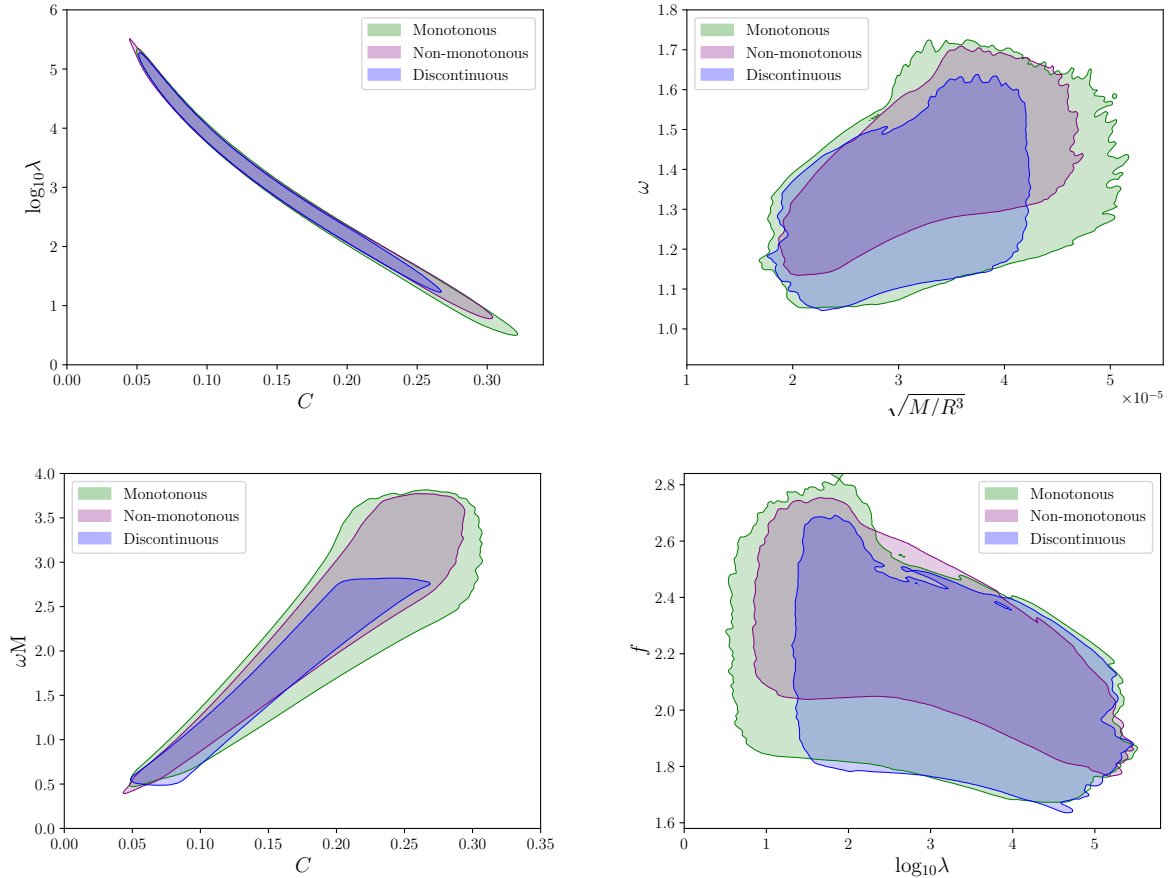 6
5
4
3
2
1
0
log₁₀λ
0.00 0.05 0.10 0.15 0.20 0.25 0.30
C
Monotonous
Non-monotonous
Discontinuous
1.8
1.7
1.6
1.5
1.4
1.3
1.2
1.1
1.0
ω
1 2 3 4 5
√M/R³
×10⁻⁵
Monotonous
Non-monotonous
Discontinuous
4.0
3.5
3.0
2.5
2.0
1.5
1.0
0.5
0.0
ωM
0.00 0.05 0.10 0.15 0.20 0.25 0.30 0.35
C
Monotonous
Non-monotonous
Discontinuous
2.8
2.6
2.4
2.2
2.0
1.8
1.6
f
0 1 2 3 4 5
log₁₀λ
Monotonous
Non-monotonous
Discontinuous